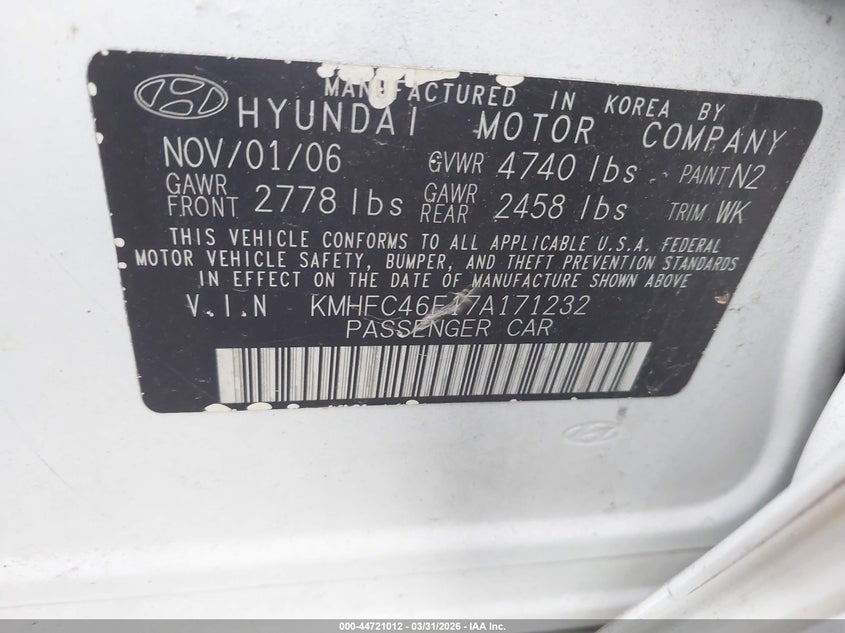 MANUFACTURED IN KOREA BY
HYUNDAI MOTOR COMPANY
NOV/01/06 GVWR 4740 lbs PAINT N2
GAWR FRONT 2778 lbs GAWR REAR 2458 lbs TRIM WK
THIS VEHICLE CONFORMS TO ALL APPLICABLE U.S.A. FEDERAL
MOTOR VEHICLE SAFETY, BUMPER, AND THEFT PREVENTION STANDARDS
IN EFFECT ON THE DATE OF MANUFACTURE SHOWN ABOVE
V.I.N KMHFC46F17A171232
PASSENGER CAR
000-44721012 - 03/31/2026 - IAA Inc.